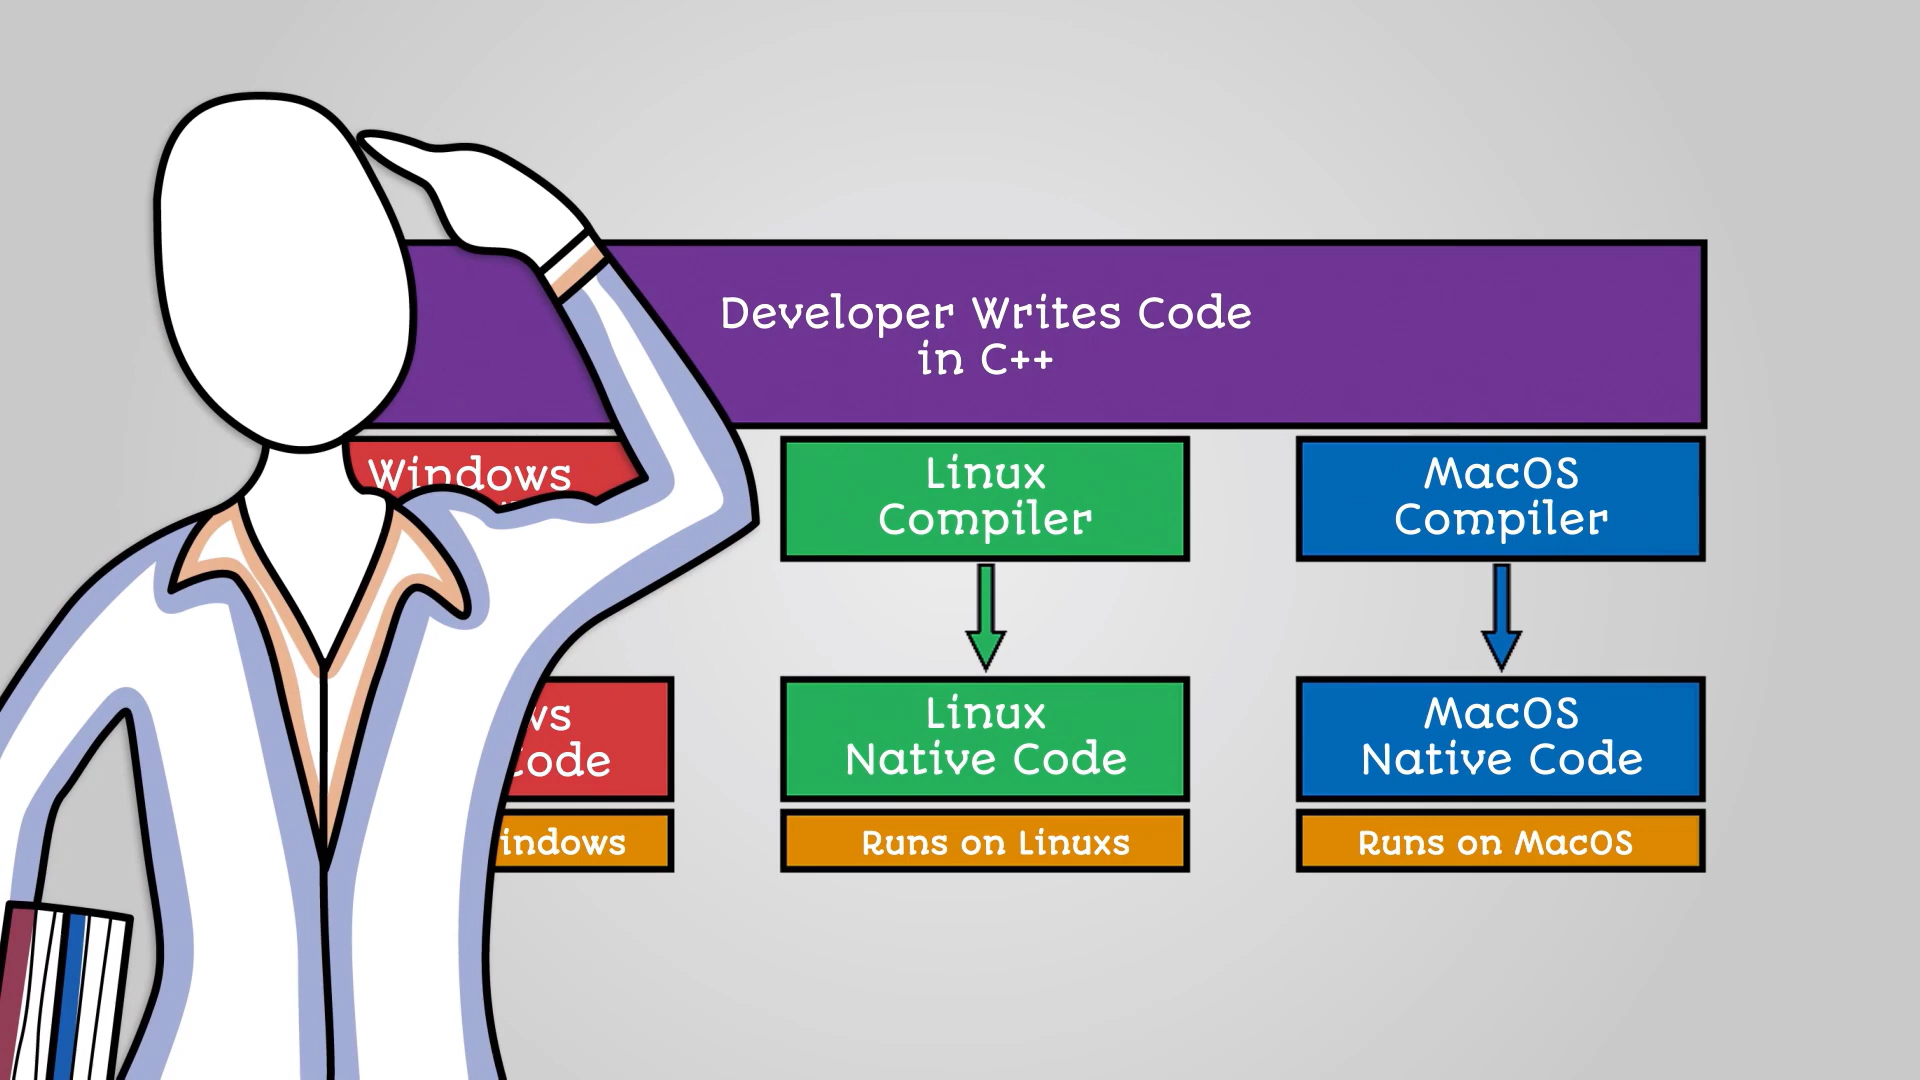 Developer Writes Code
in C++
Windows
Linux
Compiler
MacOS
Compiler
Linux
Native Code
MacOS
Native Code
Runs on Linuxs
Runs on MacOS